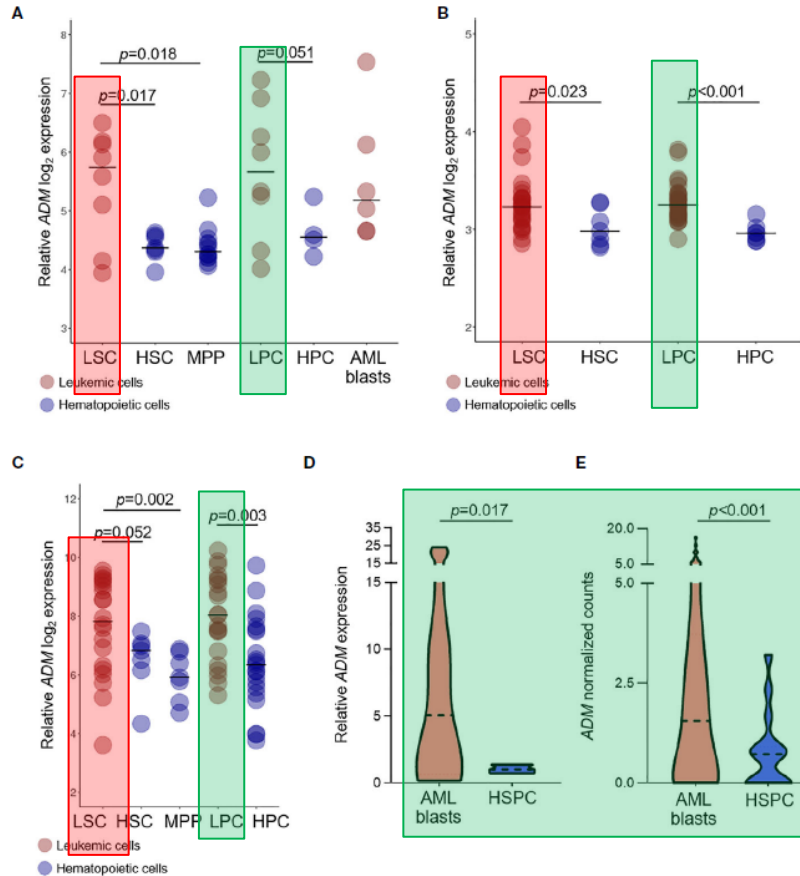 A
Relative ADM log2 expression
8
7
6
5
4
3
p=0.018
p=0.017
p=0.051
LSC HSC MPP LPC HPC AML
blasts
Leukemic cells
Hematopoietic cells
B
Relative ADM log2 expression
5
4
3
2
p=0.023
p<0.001
LSC HSC LPC HPC
Leukemic cells
Hematopoietic cells
C
Relative ADM log2 expression
12
10
8
6
4
2
p=0.002
p=0.052
p=0.003
LSC HSC MPP LPC HPC
Leukemic cells
Hematopoietic cells
D
Relative ADM expression
35
25
15
15
10
5
0
p=0.017
AML HSPC
blasts
E
ADM normalized counts
20.0
5.0
5.0
2.5
0.0
p<0.001
AML HSPC
blasts